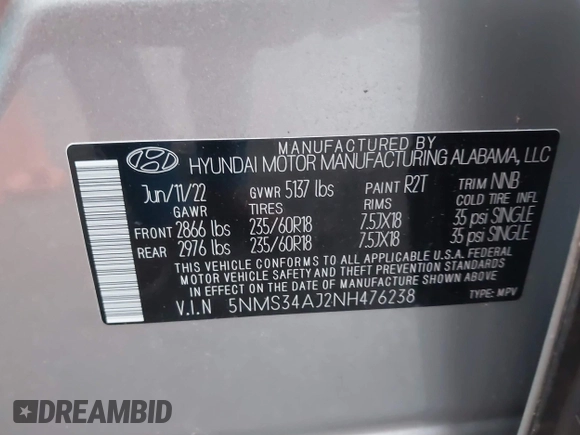 MANUFACTURED BY
HYUNDAI MOTOR MANUFACTURING ALABAMA, LLC
Jun/11/22 GVWR 5137 lbs PAINT R2T TRIM NNB
GAWR TIRES RIMS COLD TIRE INFL
FRONT 2866 lbs 235/60R18 7.5JX18 35 psi SINGLE
REAR 2976 lbs 235/60R18 7.5JX18 35 psi SINGLE
THIS VEHICLE CONFORMS TO ALL APPLICABLE U.S.A. FEDERAL
MOTOR VEHICLE SAFETY AND THEFT PREVENTION STANDARDS
IN EFFECT ON THE DATE OF MANUFACTURE SHOWN ABOVE.
V.I.N 5NMS34AJ2NH476238 TYPE: MPV
DREAMBID